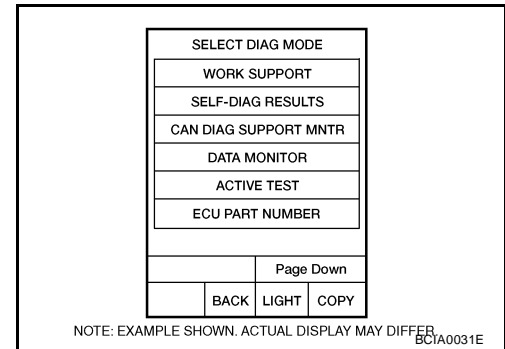 SELECT DIAG MODE
WORK SUPPORT
SELF-DIAG RESULTS
CAN DIAG SUPPORT MNTR
DATA MONITOR
ACTIVE TEST
ECU PART NUMBER
Page Down
BACK LIGHT COPY
NOTE: EXAMPLE SHOWN. ACTUAL DISPLAY MAY DIFFER.
BCIA0031E